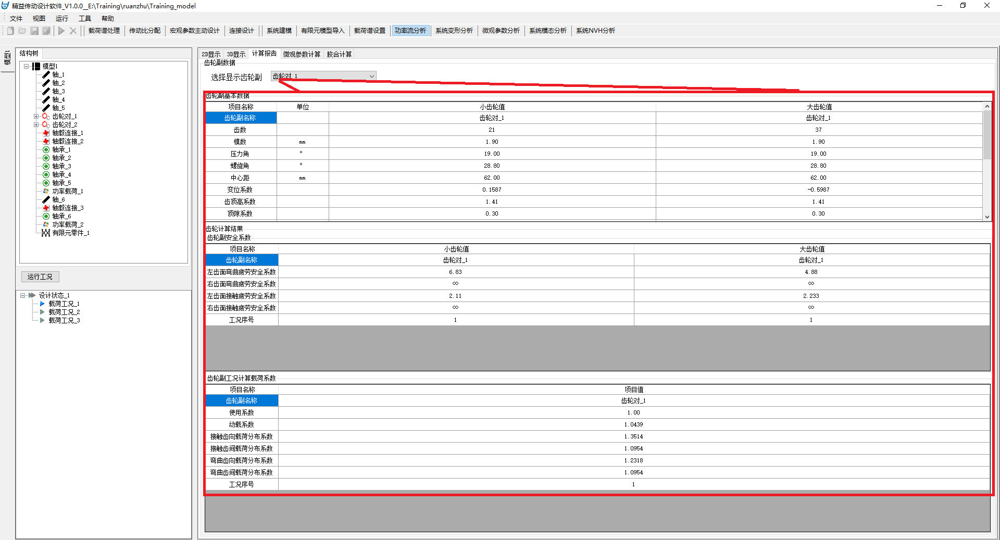 精益传动设计软件_V1.0.0__E:\Training\ruanzhu\Training_model
文件 视图 运行 工具 帮助
载荷谱处理 传动比分配 宏观参数主动设计 连接设计 系统建模 有限元模型导入 载荷谱设置 功率流分析 系统变形分析 微观参数分析 系统模态分析 系统NVH分析
模型1
结构树
模型1
轴_1
轴_2
轴_3
轴_4
轴_5
齿轮对_1
齿轮对_2
轴毂连接_1
轴毂连接_2
轴承_1
轴承_2
轴承_3
轴承_4
轴承_5
功率载荷_1
轴_6
轴毂连接_3
轴承_6
功率载荷_2
有限元零件_1
运行工况
设计状态_1
载荷工况_1
载荷工况_2
载荷工况_3
2D显示 3D显示 计算报告 微观参数计算 胶合计算
齿轮副数据
选择显示齿轮副 齿轮对_1
齿轮副基本数据
项目名称 单位 小齿轮值 大齿轮值
齿轮副名称 齿轮对_1 齿轮对_1
齿数 21 37
模数 mm 1.90 1.90
压力角 ° 19.00 19.00
螺旋角 ° 28.80 28.80
中心距 mm 62.00 62.00
变位系数 0.1587 -0.5987
齿顶高系数 1.41 1.41
顶隙系数 0.30 0.30
齿轮计算结果
齿轮副安全系数
项目名称 小齿轮值 大齿轮值
齿轮副名称 齿轮对_1 齿轮对_1
左齿面弯曲疲劳安全系数 6.83 4.88
右齿面弯曲疲劳安全系数 ∞ ∞
左齿面接触疲劳安全系数 2.11 2.233
右齿面接触疲劳安全系数 ∞ ∞
工况序号 1 1
齿轮副工况计算载荷系数
项目名称 项目值
齿轮副名称 齿轮对_1
使用系数 1.00
动载系数 1.0439
接触齿向载荷分布系数 1.3514
接触齿间载荷分布系数 1.0954
弯曲齿向载荷分布系数 1.2318
弯曲齿间载荷分布系数 1.0954
工况序号 1